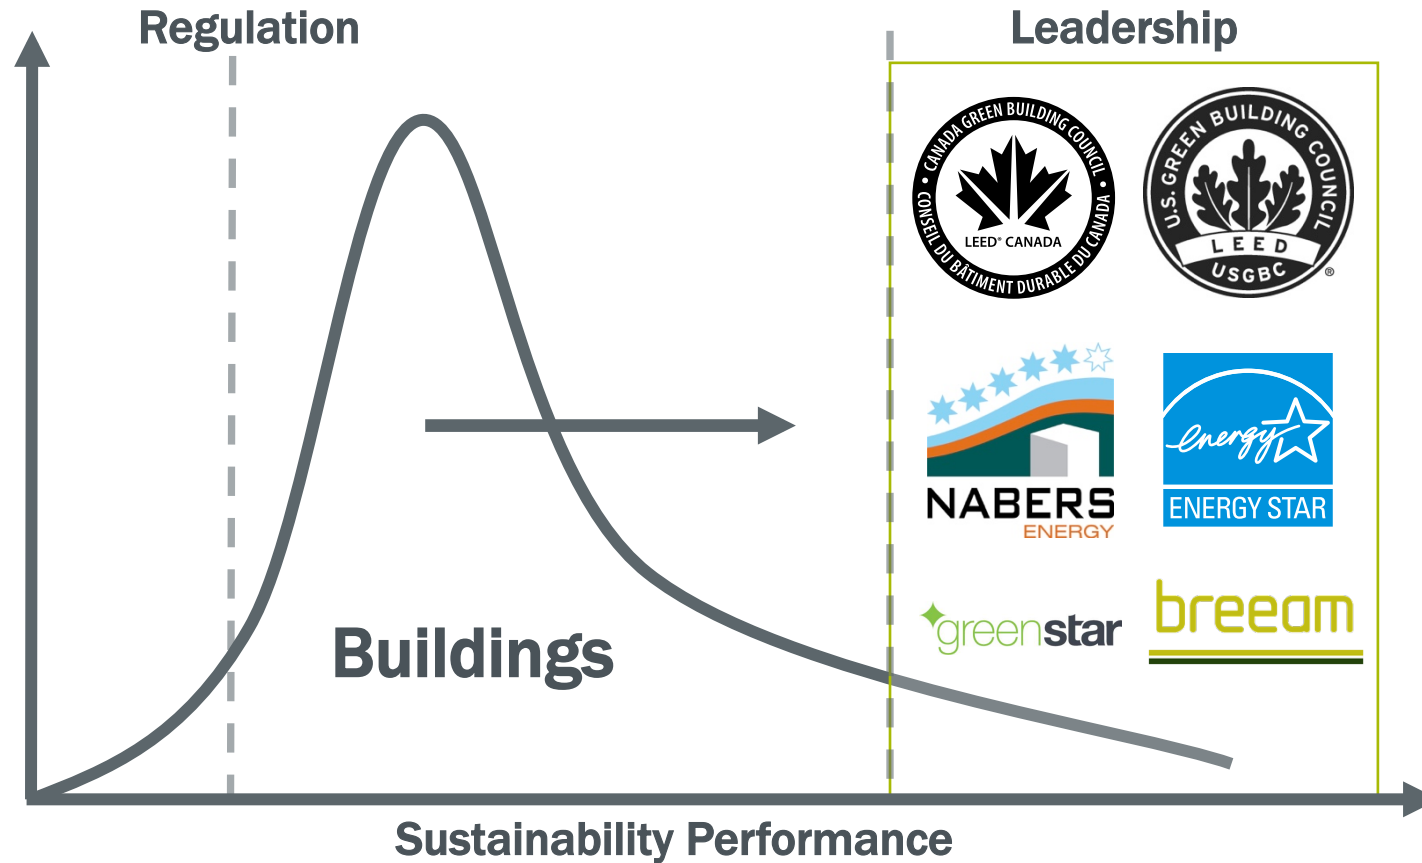 Regulation
Leadership
• CANADA GREEN BUILDING COUNCIL •
CONSEIL DU BÂTIMENT DURABLE DU CANADA
LEED® CANADA
U.S. GREEN BUILDING COUNCIL
LEED
USGBC
®
NABERS
ENERGY
energy
ENERGY STAR
greenstar
breeam
Buildings
Sustainability Performance